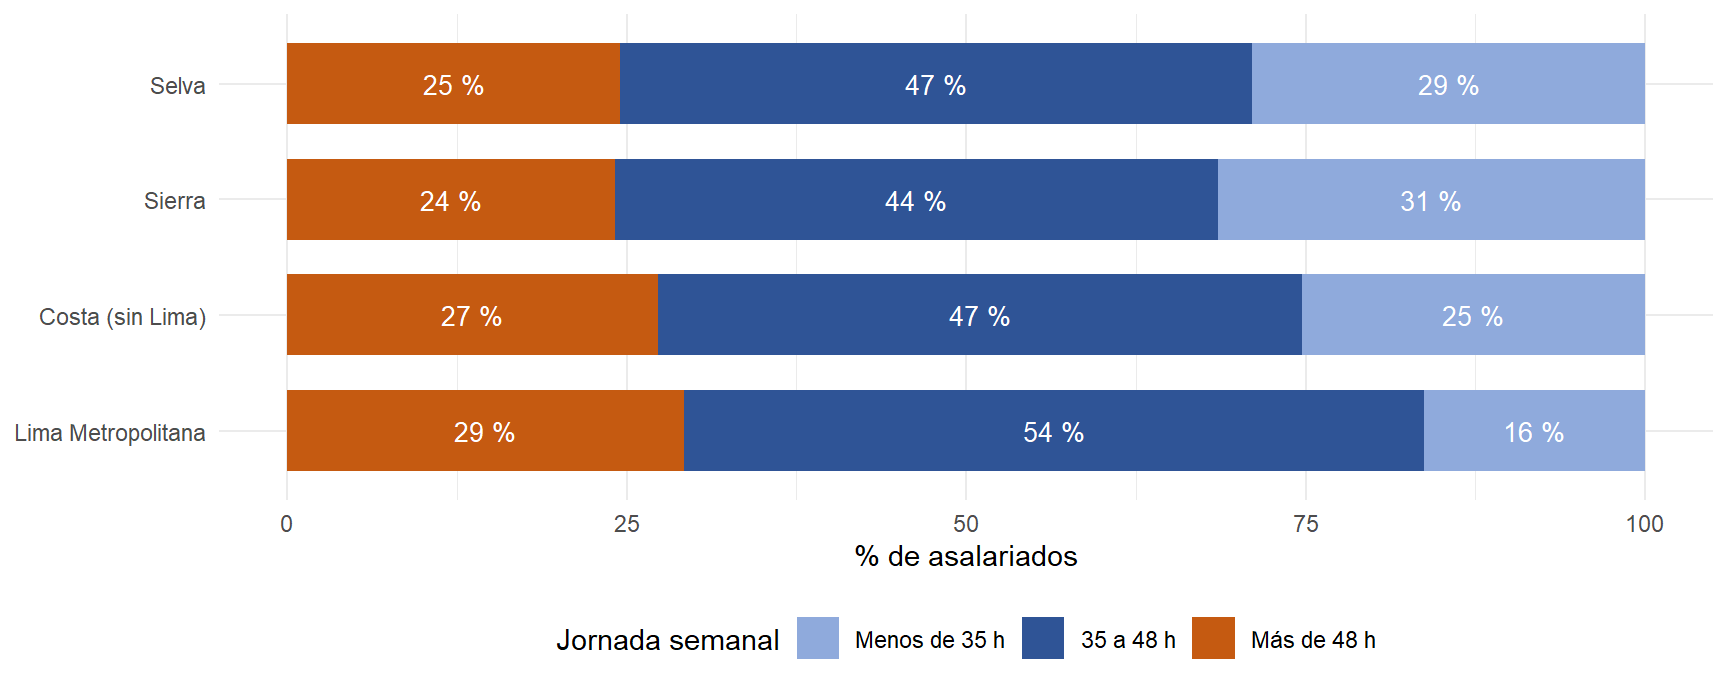 Selva 25 % 47 % 29 %
Sierra 24 % 44 % 31 %
Costa (sin Lima) 27 % 47 % 25 %
Lima Metropolitana 29 % 54 % 16 %
0 25 50 75 100
% de asalariados
Jornada semanal Menos de 35 h 35 a 48 h Más de 48 h